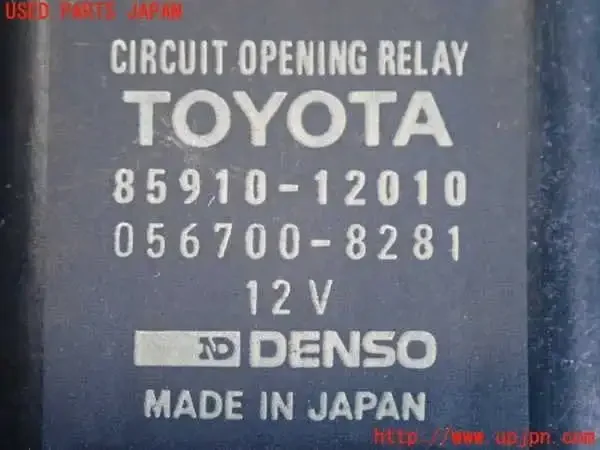 USED PARTS JAPAN
CIRCUIT OPENING RELAY
TOYOTA
85910-12010
056700-8281
12V
ND DENSO
MADE IN JAPAN
http://www.upjpn.com/